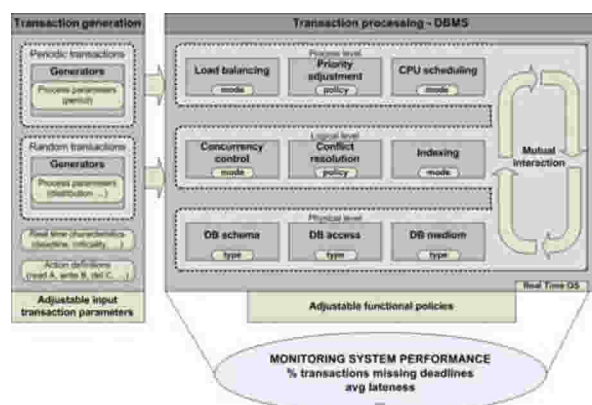 Transaction generation
Periodic transactions
Generators
Process parameters
(period)
Random transactions
Generators
Process parameters
(distribution ...)
Real time characteristics
(deadline, criticality, ...)
Action definitions
(read A, write B, del C, ...)
Adjustable input
transaction parameters
Transaction processing - DBMS
Process level
Load balancing
mode
Priority
adjustment
policy
CPU scheduling
mode
Logical level
Concurrency
control
mode
Conflict
resolution
policy
Indexing
mode
Physical level
DB schema
type
DB access
type
DB medium
type
Mutual
interaction
Real Time OS
Adjustable functional policies
MONITORING SYSTEM PERFORMANCE
% transactions missing deadlines
avg lateness